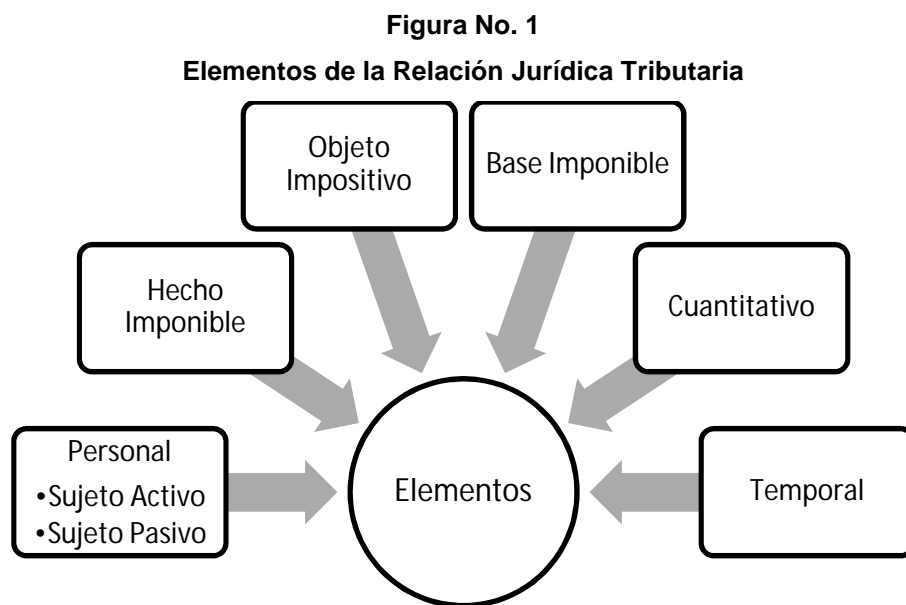 Figura No. 1
Elementos de la Relación Jurídica Tributaria
Objeto
Impositivo
Base Imponible
Hecho
Imponible
Cuantitativo
Personal
•Sujeto Activo
•Sujeto Pasivo
Elementos
Temporal